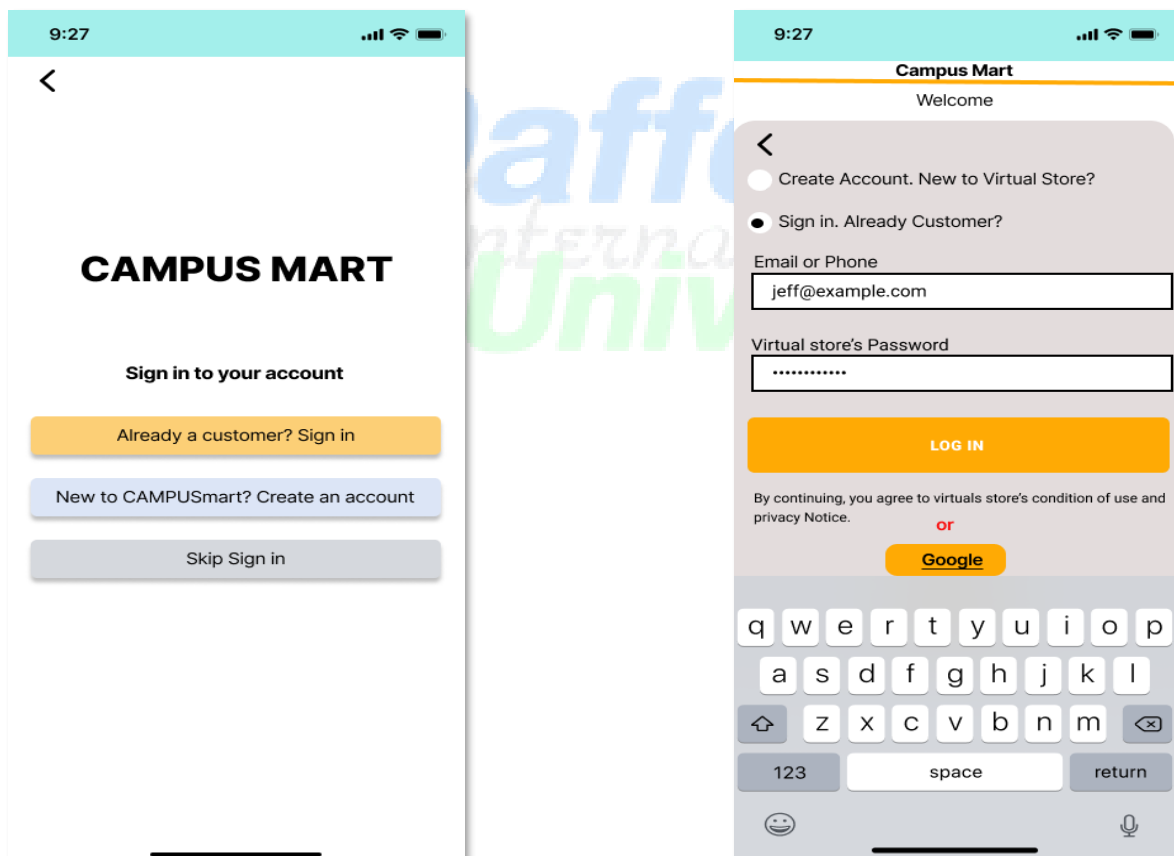 9:27
CAMPUS MART
Sign in to your account
Already a customer? Sign in
New to CAMPUSmart? Create an account
Skip Sign in
9:27
Campus Mart
Welcome
Create Account. New to Virtual Store?
Sign in. Already Customer?
Email or Phone
jeff@example.com
Virtual store's Password
••••••••••••
LOG IN
By continuing, you agree to virtuals store's condition of use and
privacy Notice.
or
Google
q w e r t y u i o p
a s d f g h j k l
z x c v b n m
123 space return
aff
Univ